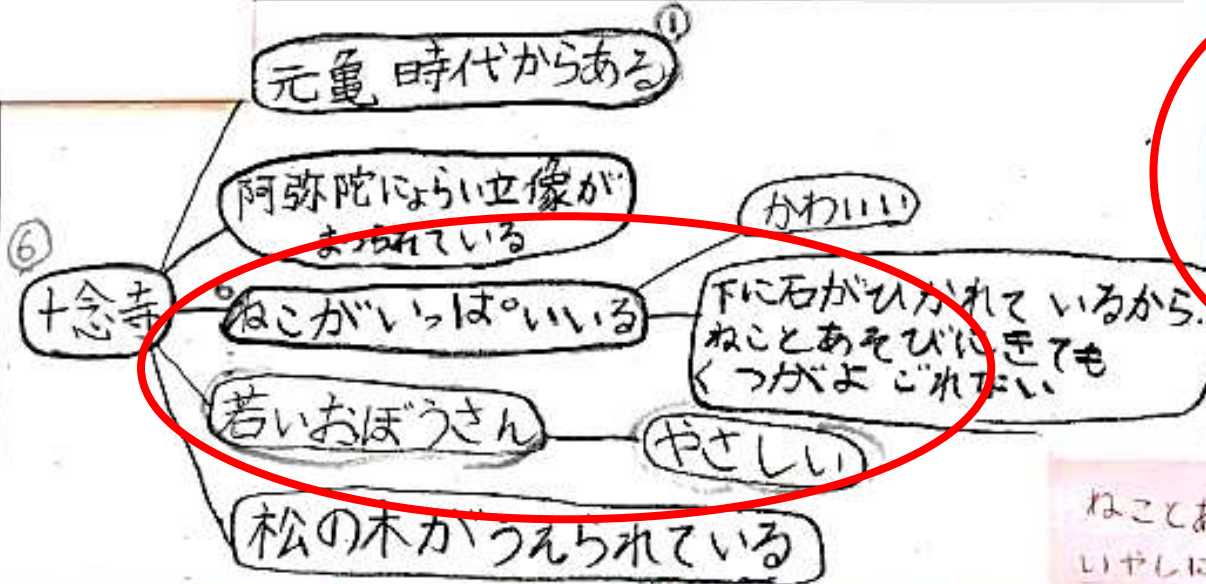 ①
元亀 時代からある
阿弥陀にょらい立像が
まつられている
かわいい
⑥
十念寺
ねこがいっぱいいる
下に石がひかれているから、
ねことあそびにきても
くつがよごれない
若いおぼうさん
やさしい
松の木がうえられている
ねことあ
いやしに